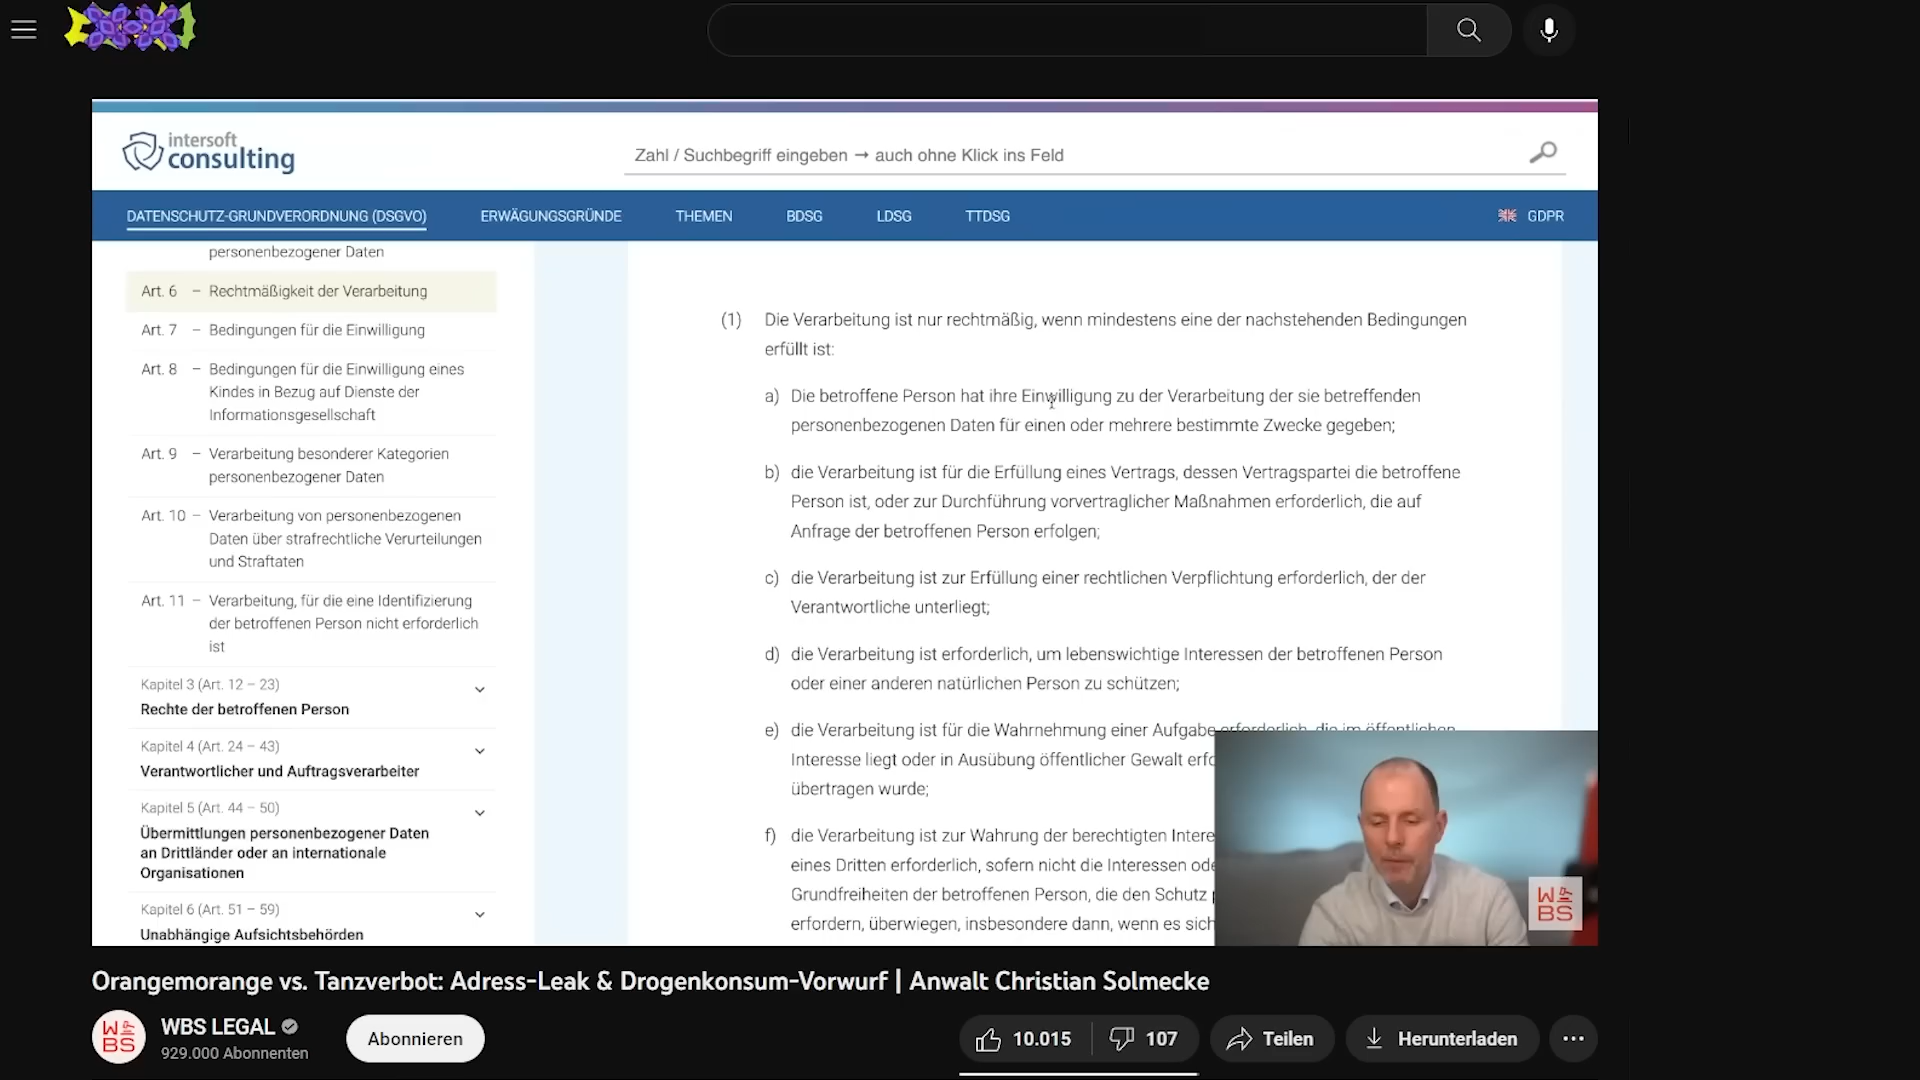 intersoft
consulting
Zahl / Suchbegriff eingeben → auch ohne Klick ins Feld
DATENSCHUTZ-GRUNDVERORDNUNG (DSGVO) ERWÄGUNGSGRÜNDE THEMEN BDSG LDSG TTDSG GDPR
personenbezogener Daten
Art. 6 – Rechtmäßigkeit der Verarbeitung
Art. 7 – Bedingungen für die Einwilligung
Art. 8 – Bedingungen für die Einwilligung eines
Kindes in Bezug auf Dienste der
Informationsgesellschaft
Art. 9 – Verarbeitung besonderer Kategorien
personenbezogener Daten
Art. 10 – Verarbeitung von personenbezogenen
Daten über strafrechtliche Verurteilungen
und Straftaten
Art. 11 – Verarbeitung, für die eine Identifizierung
der betroffenen Person nicht erforderlich
ist
Kapitel 3 (Art. 12 – 23)
Rechte der betroffenen Person
Kapitel 4 (Art. 24 – 43)
Verantwortlicher und Auftragsverarbeiter
Kapitel 5 (Art. 44 – 50)
Übermittlungen personenbezogener Daten
an Drittländer oder an internationale
Organisationen
Kapitel 6 (Art. 51 – 59)
Unabhängige Aufsichtsbehörden
(1) Die Verarbeitung ist nur rechtmäßig, wenn mindestens eine der nachstehenden Bedingungen
erfüllt ist:
a) Die betroffene Person hat ihre Einwilligung zu der Verarbeitung der sie betreffenden
personenbezogenen Daten für einen oder mehrere bestimmte Zwecke gegeben;
b) die Verarbeitung ist für die Erfüllung eines Vertrags, dessen Vertragspartei die betroffene
Person ist, oder zur Durchführung vorvertraglicher Maßnahmen erforderlich, die auf
Anfrage der betroffenen Person erfolgen;
c) die Verarbeitung ist zur Erfüllung einer rechtlichen Verpflichtung erforderlich, der der
Verantwortliche unterliegt;
d) die Verarbeitung ist erforderlich, um lebenswichtige Interessen der betroffenen Person
oder einer anderen natürlichen Person zu schützen;
e) die Verarbeitung ist für die Wahrnehmung einer Aufgabe erforderlich, die im öffentlichen
Interesse liegt oder in Ausübung öffentlicher Gewalt erfo
übertragen wurde;
f) die Verarbeitung ist zur Wahrung der berechtigten Intere
eines Dritten erforderlich, sofern nicht die Interessen ode
Grundfreiheiten der betroffenen Person, die den Schutz p
erfordern, überwiegen, insbesondere dann, wenn es sich
WBS
Orangemorange vs. Tanzverbot: Adress-Leak & Drogenkonsum-Vorwurf | Anwalt Christian Solmecke
WBS
WBS LEGAL
929.000 Abonnenten
Abonnieren
10.015
107
Teilen
Herunterladen